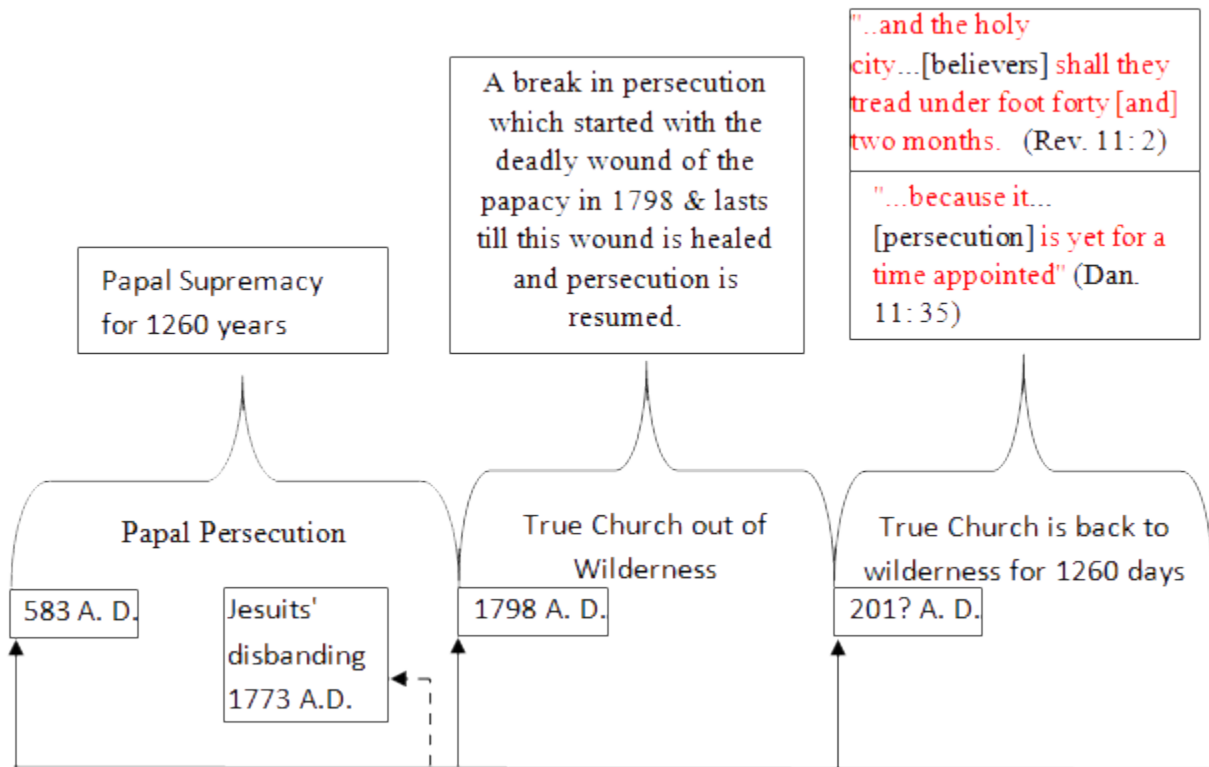 Papal Supremacy
for 1260 years
A break in persecution
which started with the
deadly wound of the
papacy in 1798 & lasts
till this wound is healed
and persecution is
resumed.
"..and the holy
city...[believers] shall they
tread under foot forty [and]
two months. (Rev. 11: 2)
"...because it...
[persecution] is yet for a
time appointed" (Dan.
11: 35)
Papal Persecution
True Church out of
Wilderness
True Church is back to
wilderness for 1260 days
583 A. D.
Jesuits'
disbanding
1773 A.D.
1798 A. D.
201? A. D.